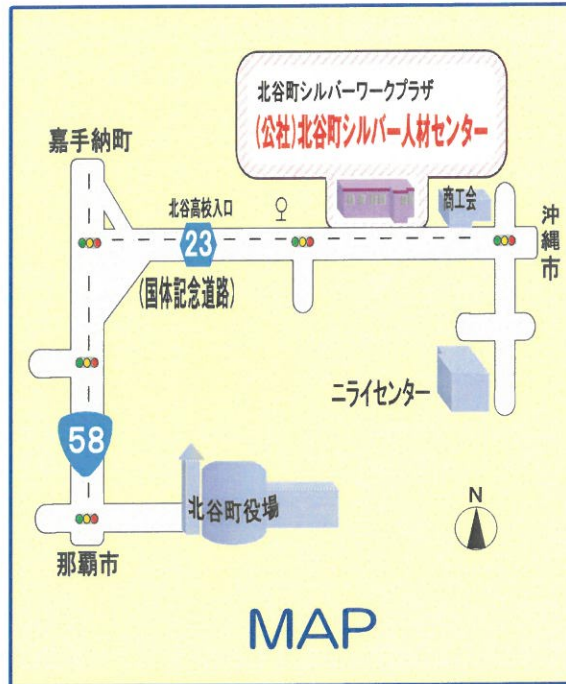 北谷町シルバーワークプラザ
(公社)北谷町シルバー人材センター
嘉手納町
北谷高校入口
商工会
沖縄市
23
(国体記念道路)
ニライセンター
58
北谷町役場
N
那覇市
MAP